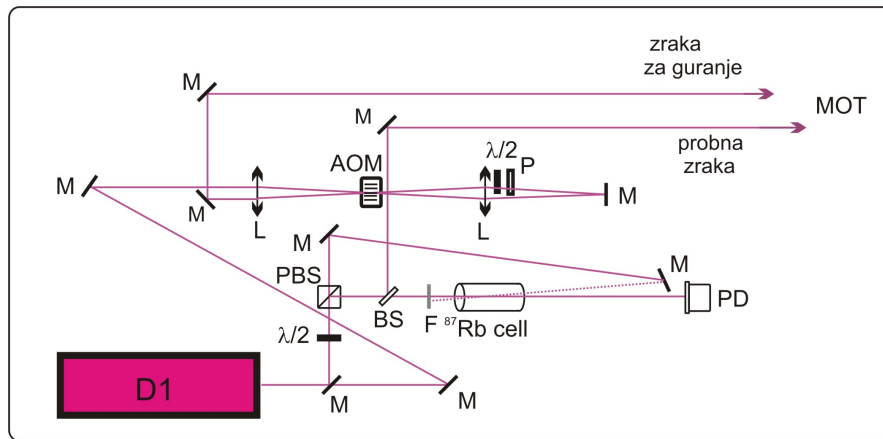 zraka
za guranje
M
MOT
M
AOM
λ/2
P
probna
zraka
M
M
M
L
L
M
M
PBS
PD
BS
F
⁸⁷Rb cell
λ/2
D1
M
M